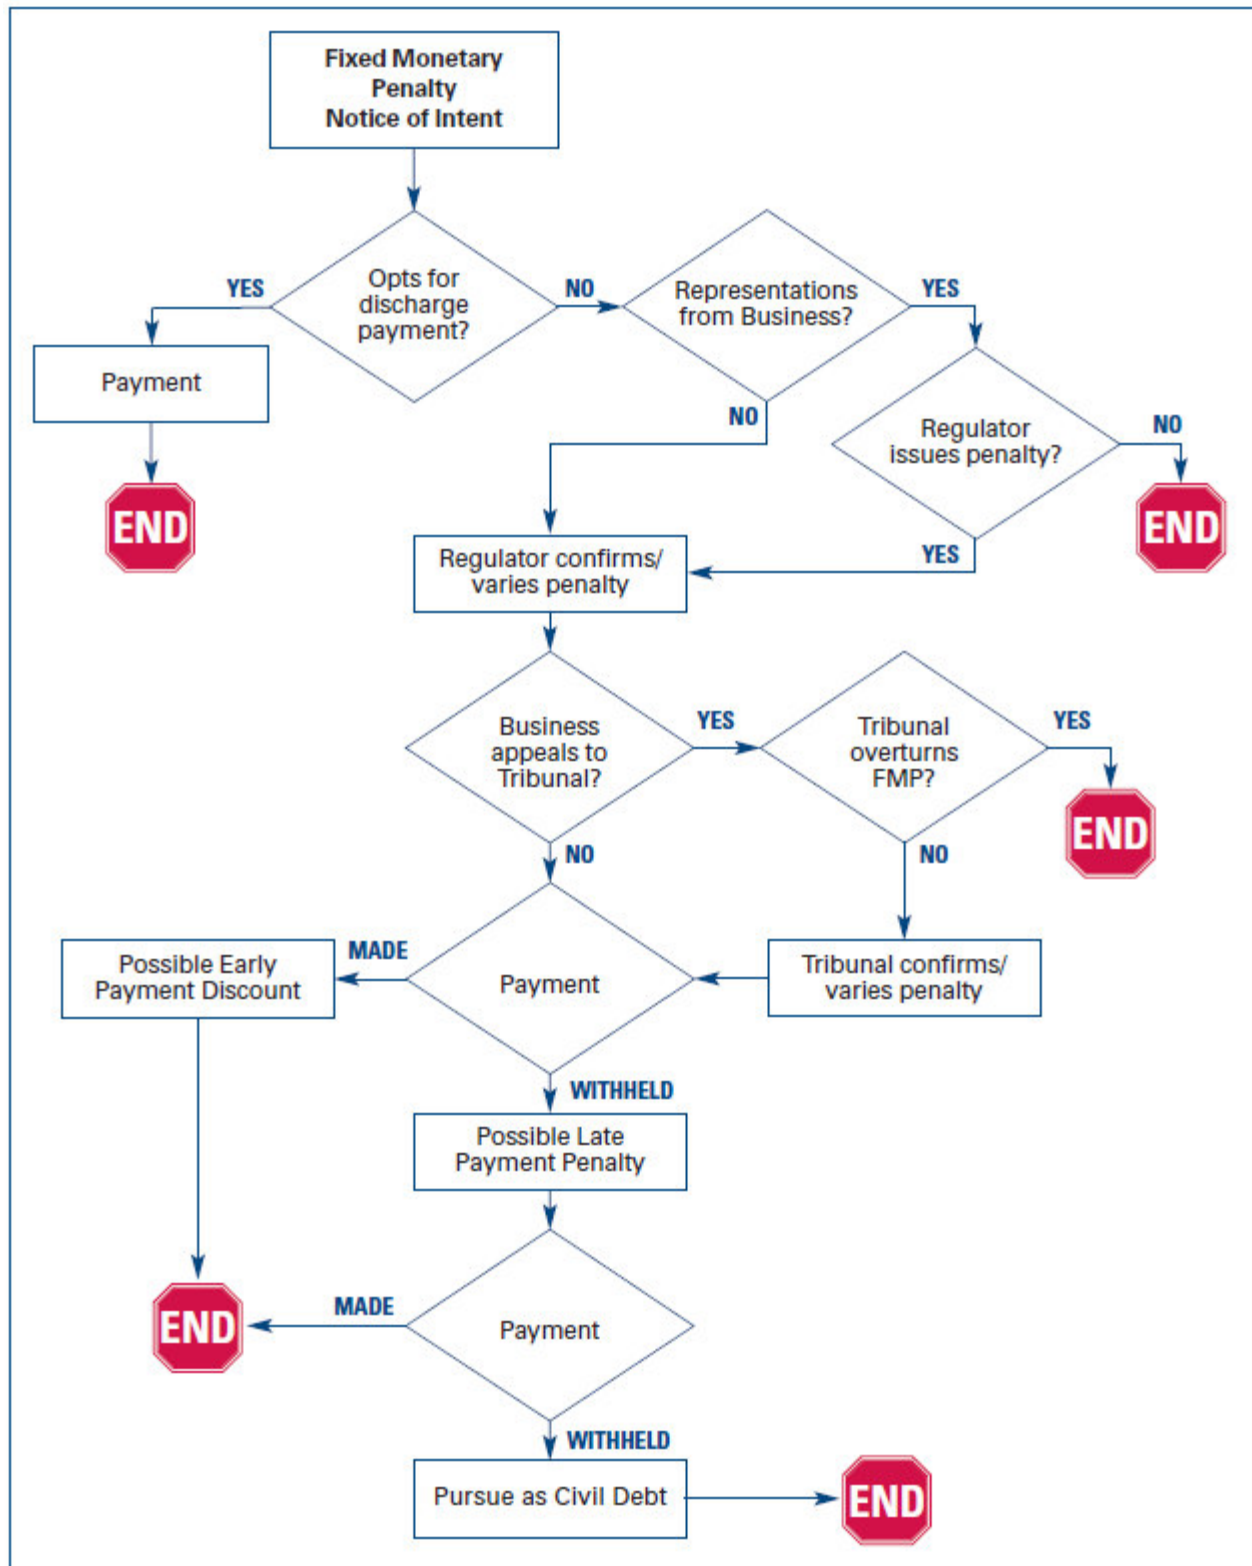 Fixed Monetary
Penalty
Notice of Intent
Opts for
discharge
payment?
YES
NO
Representations
from Business?
YES
NO
Payment
END
Regulator
issues penalty?
NO
END
YES
Regulator confirms/
varies penalty
Business
appeals to
Tribunal?
YES
Tribunal
overturns
FMP?
YES
END
NO
NO
Tribunal confirms/
varies penalty
Payment
MADE
Possible Early
Payment Discount
WITHHELD
Possible Late
Payment Penalty
Payment
MADE
END
WITHHELD
Pursue as Civil Debt
END